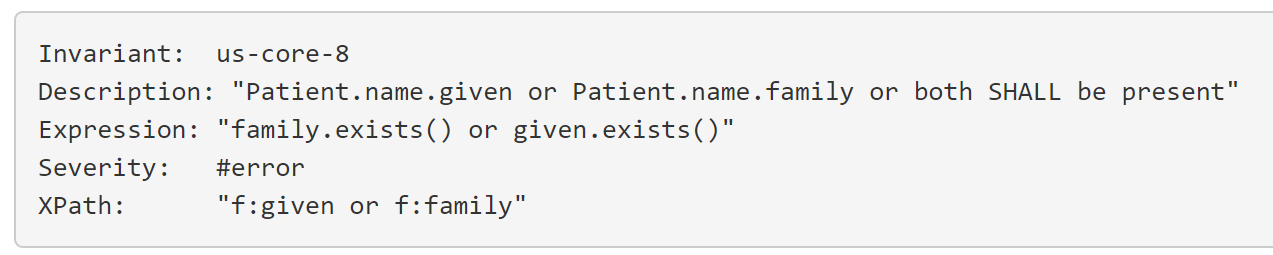 Invariant:  us-core-8
Description: "Patient.name.given or Patient.name.family or both SHALL be present"
Expression: "family.exists() or given.exists()"
Severity:   #error
XPath:      "f:given or f:family"